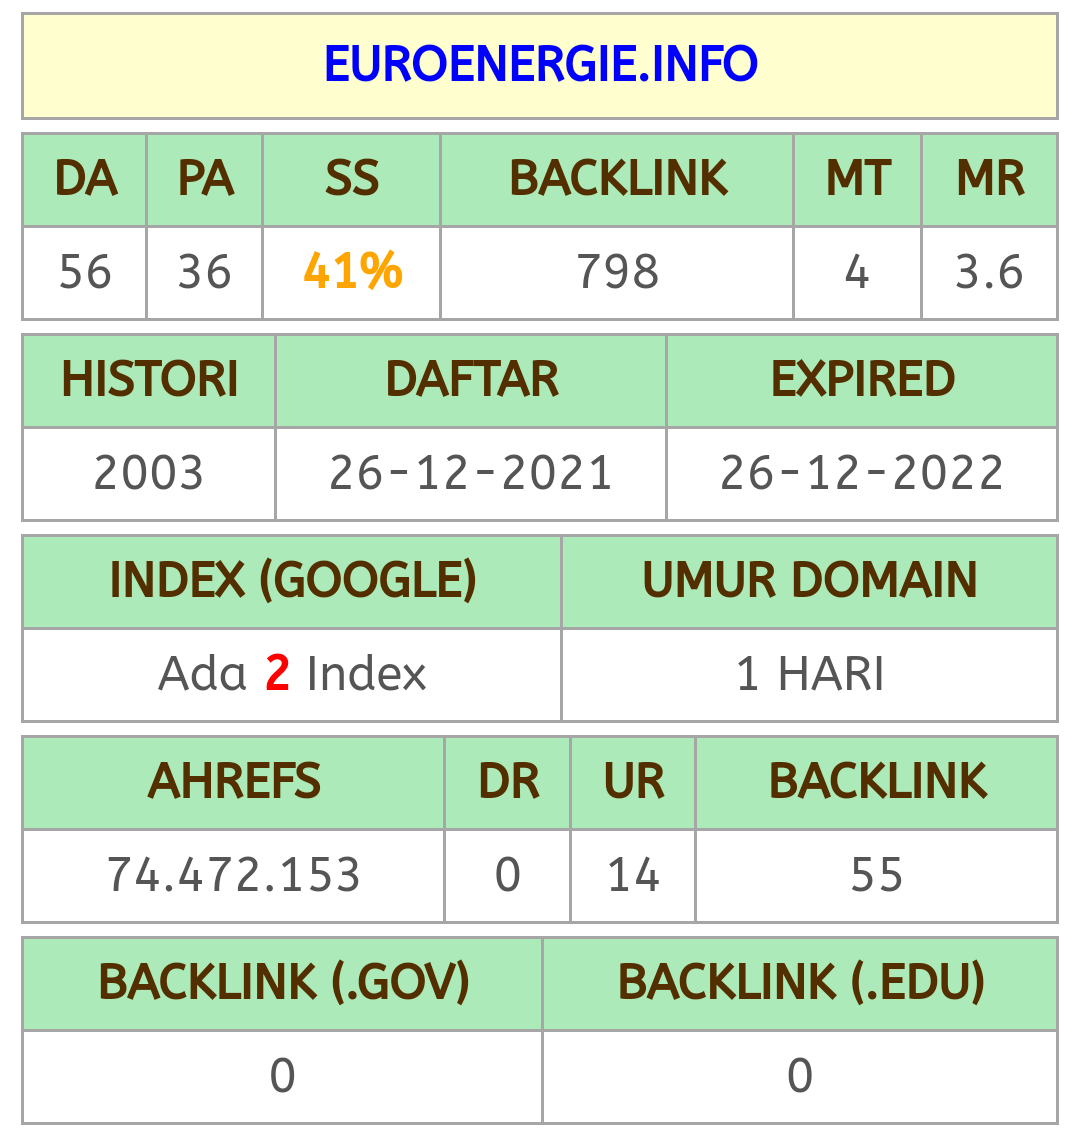 EUROENERGIE.INFO
DA PA SS BACKLINK MT MR
56 36 41% 798 4 3.6
HISTORI DAFTAR EXPIRED
2003 26-12-2021 26-12-2022
INDEX (GOOGLE) UMUR DOMAIN
Ada 2 Index 1 HARI
AHREFS DR UR BACKLINK
74.472.153 0 14 55
BACKLINK (.GOV) BACKLINK (.EDU)
0 0